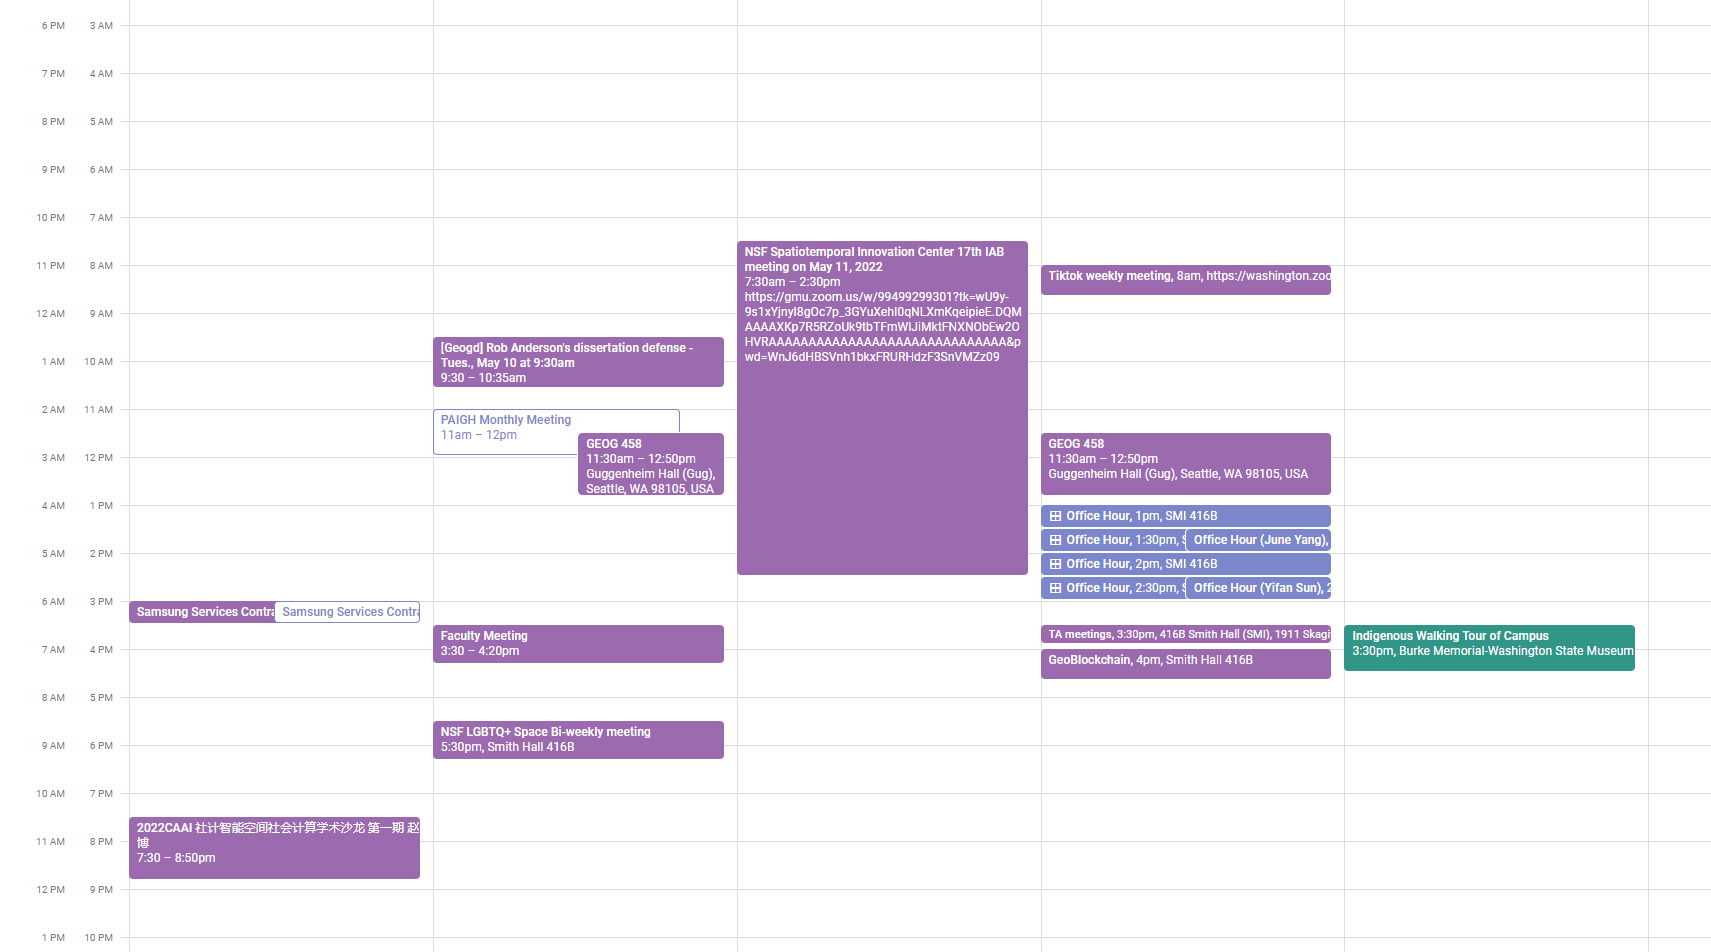 6 PM 3 AM
7 PM 4 AM
8 PM 5 AM
9 PM 6 AM
10 PM 7 AM
11 PM 8 AM
12 AM 9 AM
1 AM 10 AM
2 AM 11 AM
3 AM 12 PM
4 AM 1 PM
5 AM 2 PM
6 AM 3 PM
7 AM 4 PM
8 AM 5 PM
9 AM 6 PM
10 AM 7 PM
11 AM 8 PM
12 PM 9 PM
1 PM 10 PM
Samsung Services Contra
Samsung Services Contra
2022CAAI 社计智能空间社会计算学术沙龙 第一期 赵
博
7:30 – 8:50pm
[Geogd] Rob Anderson's dissertation defense -
Tues., May 10 at 9:30am
9:30 – 10:35am
PAIGH Monthly Meeting
11am – 12pm
GEOG 458
11:30am – 12:50pm
Guggenheim Hall (Gug),
Seattle, WA 98105, USA
Faculty Meeting
3:30 – 4:20pm
NSF LGBTQ+ Space Bi-weekly meeting
5:30pm, Smith Hall 416B
NSF Spatiotemporal Innovation Center 17th IAB
meeting on May 11, 2022
7:30am – 2:30pm
https://gmu.zoom.us/w/99499299301?tk=wU9y-
9s1xYjnyI8gOc7p_3GYuXehI0qNLXmKqeipieE.DQM
AAAAXKp7R5RZoUk9tbTFmWlJiMktFNXNObEw2O
HVRAAAAAAAAAAAAAAAAAAAAAAAAAAAAAA&p
wd=WnJ6dHBSVnh1bkxFRURHdzF3SnVMZz09
Tiktok weekly meeting, 8am, https://washington.zoo
GEOG 458
11:30am – 12:50pm
Guggenheim Hall (Gug), Seattle, WA 98105, USA
Office Hour, 1pm, SMI 416B
Office Hour, 1:30pm, S
Office Hour (June Yang),
Office Hour, 2pm, SMI 416B
Office Hour, 2:30pm, S
Office Hour (Yifan Sun), 2
TA meetings, 3:30pm, 416B Smith Hall (SMI), 1911 Skagi
GeoBlockchain, 4pm, Smith Hall 416B
Indigenous Walking Tour of Campus
3:30pm, Burke Memorial-Washington State Museum